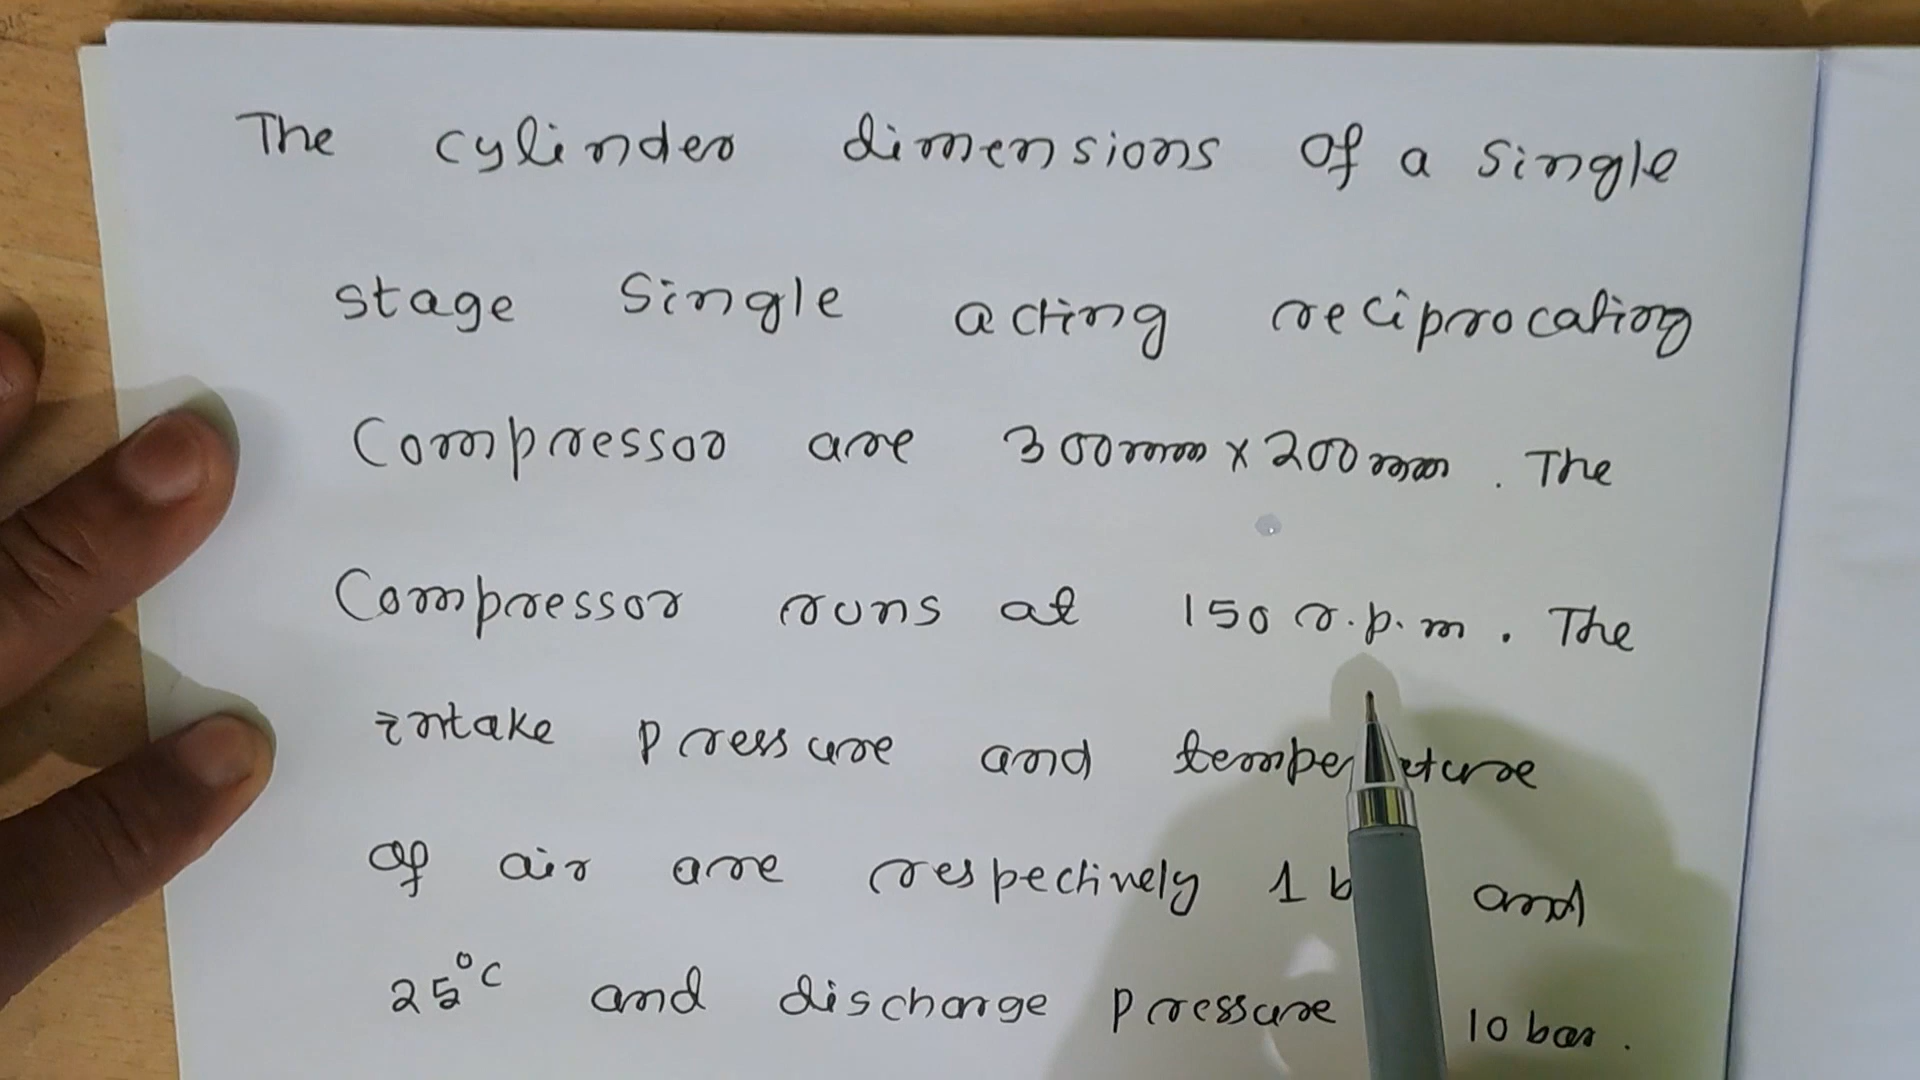 The cylinder dimensions of a single
stage single acting reciprocating
Compressor are 300mm x 200mm. The
Compressor runs at 150 r.p.m. The
intake pressure and temperature
of air are respectively 1 b and
25°C and discharge pressure 10 bar.